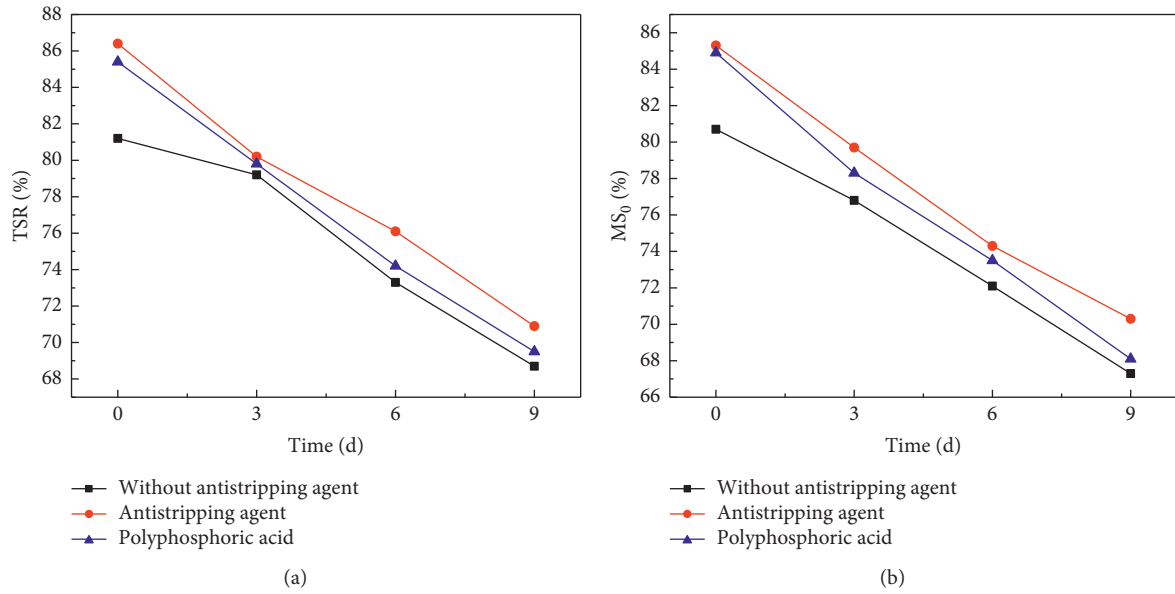 88
86
84
82
80
78
76
74
72
70
68
TSR (%)
0 3 6 9
Time (d)
Without antistripping agent
Antistripping agent
Polyphosphoric acid
(a)
86
84
82
80
78
76
74
72
70
68
66
MS0 (%)
0 3 6 9
Time (d)
Without antistripping agent
Antistripping agent
Polyphosphoric acid
(b)